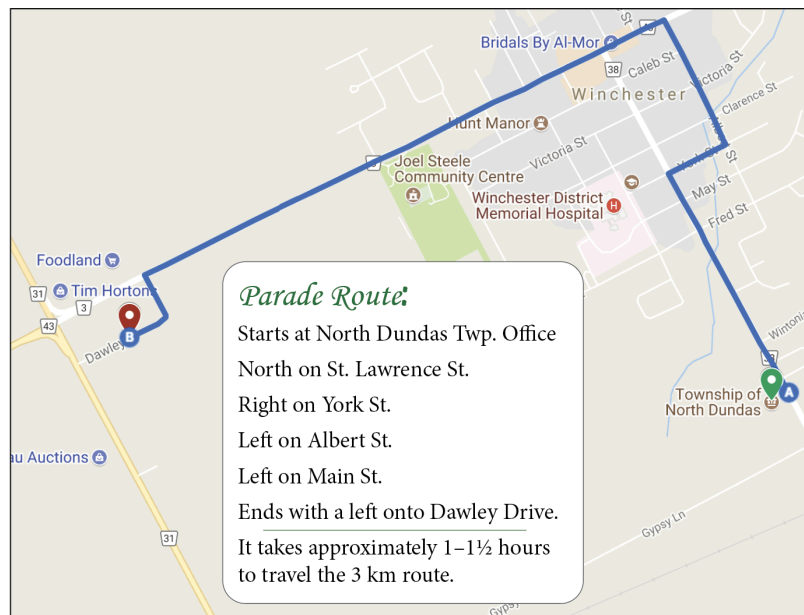 Bridals By Al-Mor
38
Caleb St
Victoria St
Winchester
Clarence St
Hunt Manor
Victoria St
York St
Joel Steele
Community Centre
May St
Winchester District
Memorial Hospital
H
Fred St
Foodland
31
Tim Hortons
3
43
Dawley
B
Wintonia
Township of
North Dundas
A
au Auctions
31
Gypsy Ln
Parade Route:
Starts at North Dundas Twp. Office
North on St. Lawrence St.
Right on York St.
Left on Albert St.
Left on Main St.
Ends with a left onto Dawley Drive.
It takes approximately 1–1½ hours
to travel the 3 km route.